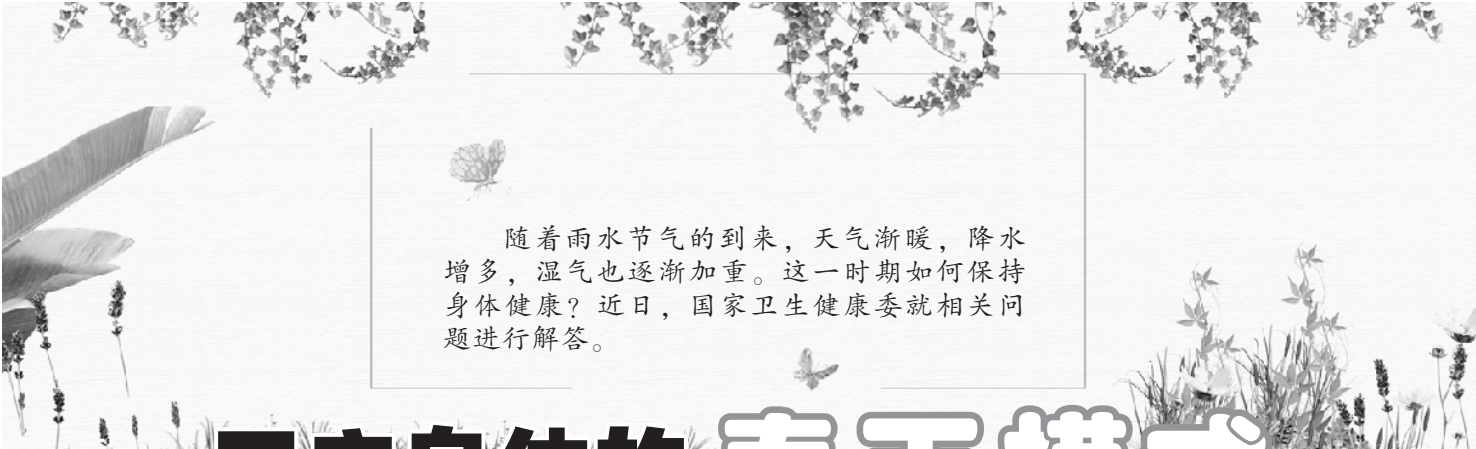 随着雨水节气的到来，天气渐暖，降水
增多，湿气也逐渐加重。这一时期如何保持
身体健康？近日，国家卫生健康委就相关问
题进行解答。